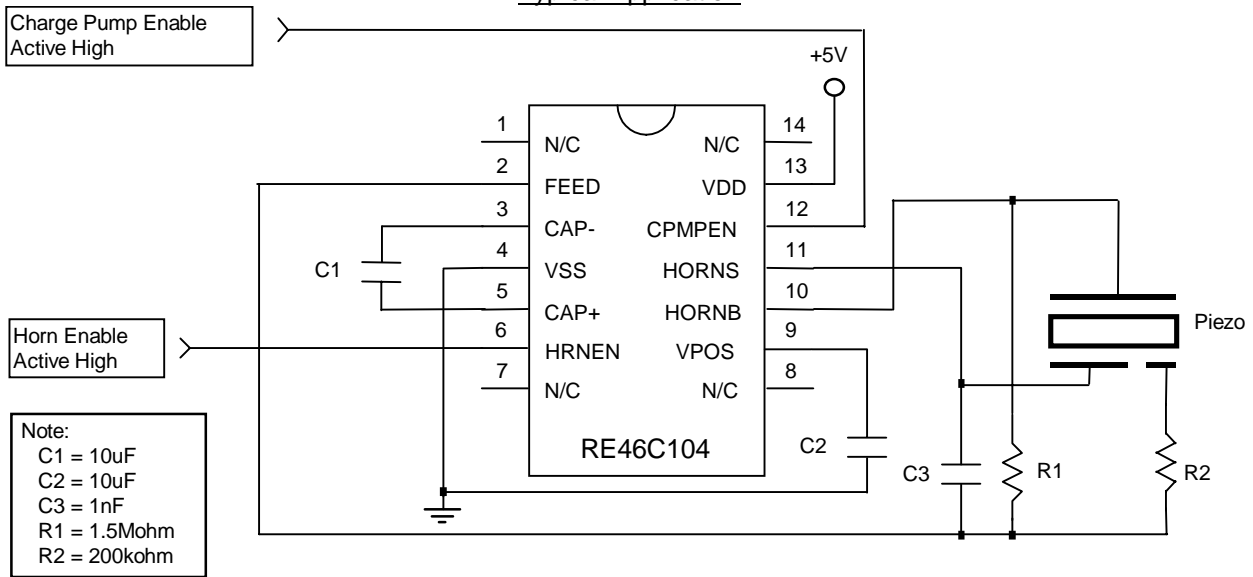 Charge Pump Enable
Active High
+5V
1
N/C
N/C
14
2
FEED
VDD
13
3
CAP-
CPMPEN
12
4
VSS
HORNS
11
5
CAP+
HORNB
10
6
HRNEN
VPOS
9
7
N/C
N/C
8
RE46C104
C1
Horn Enable
Active High
Piezo
C2
C3
R1
R2
Note:
C1 = 10uF
C2 = 10uF
C3 = 1nF
R1 = 1.5Mohm
R2 = 200kohm